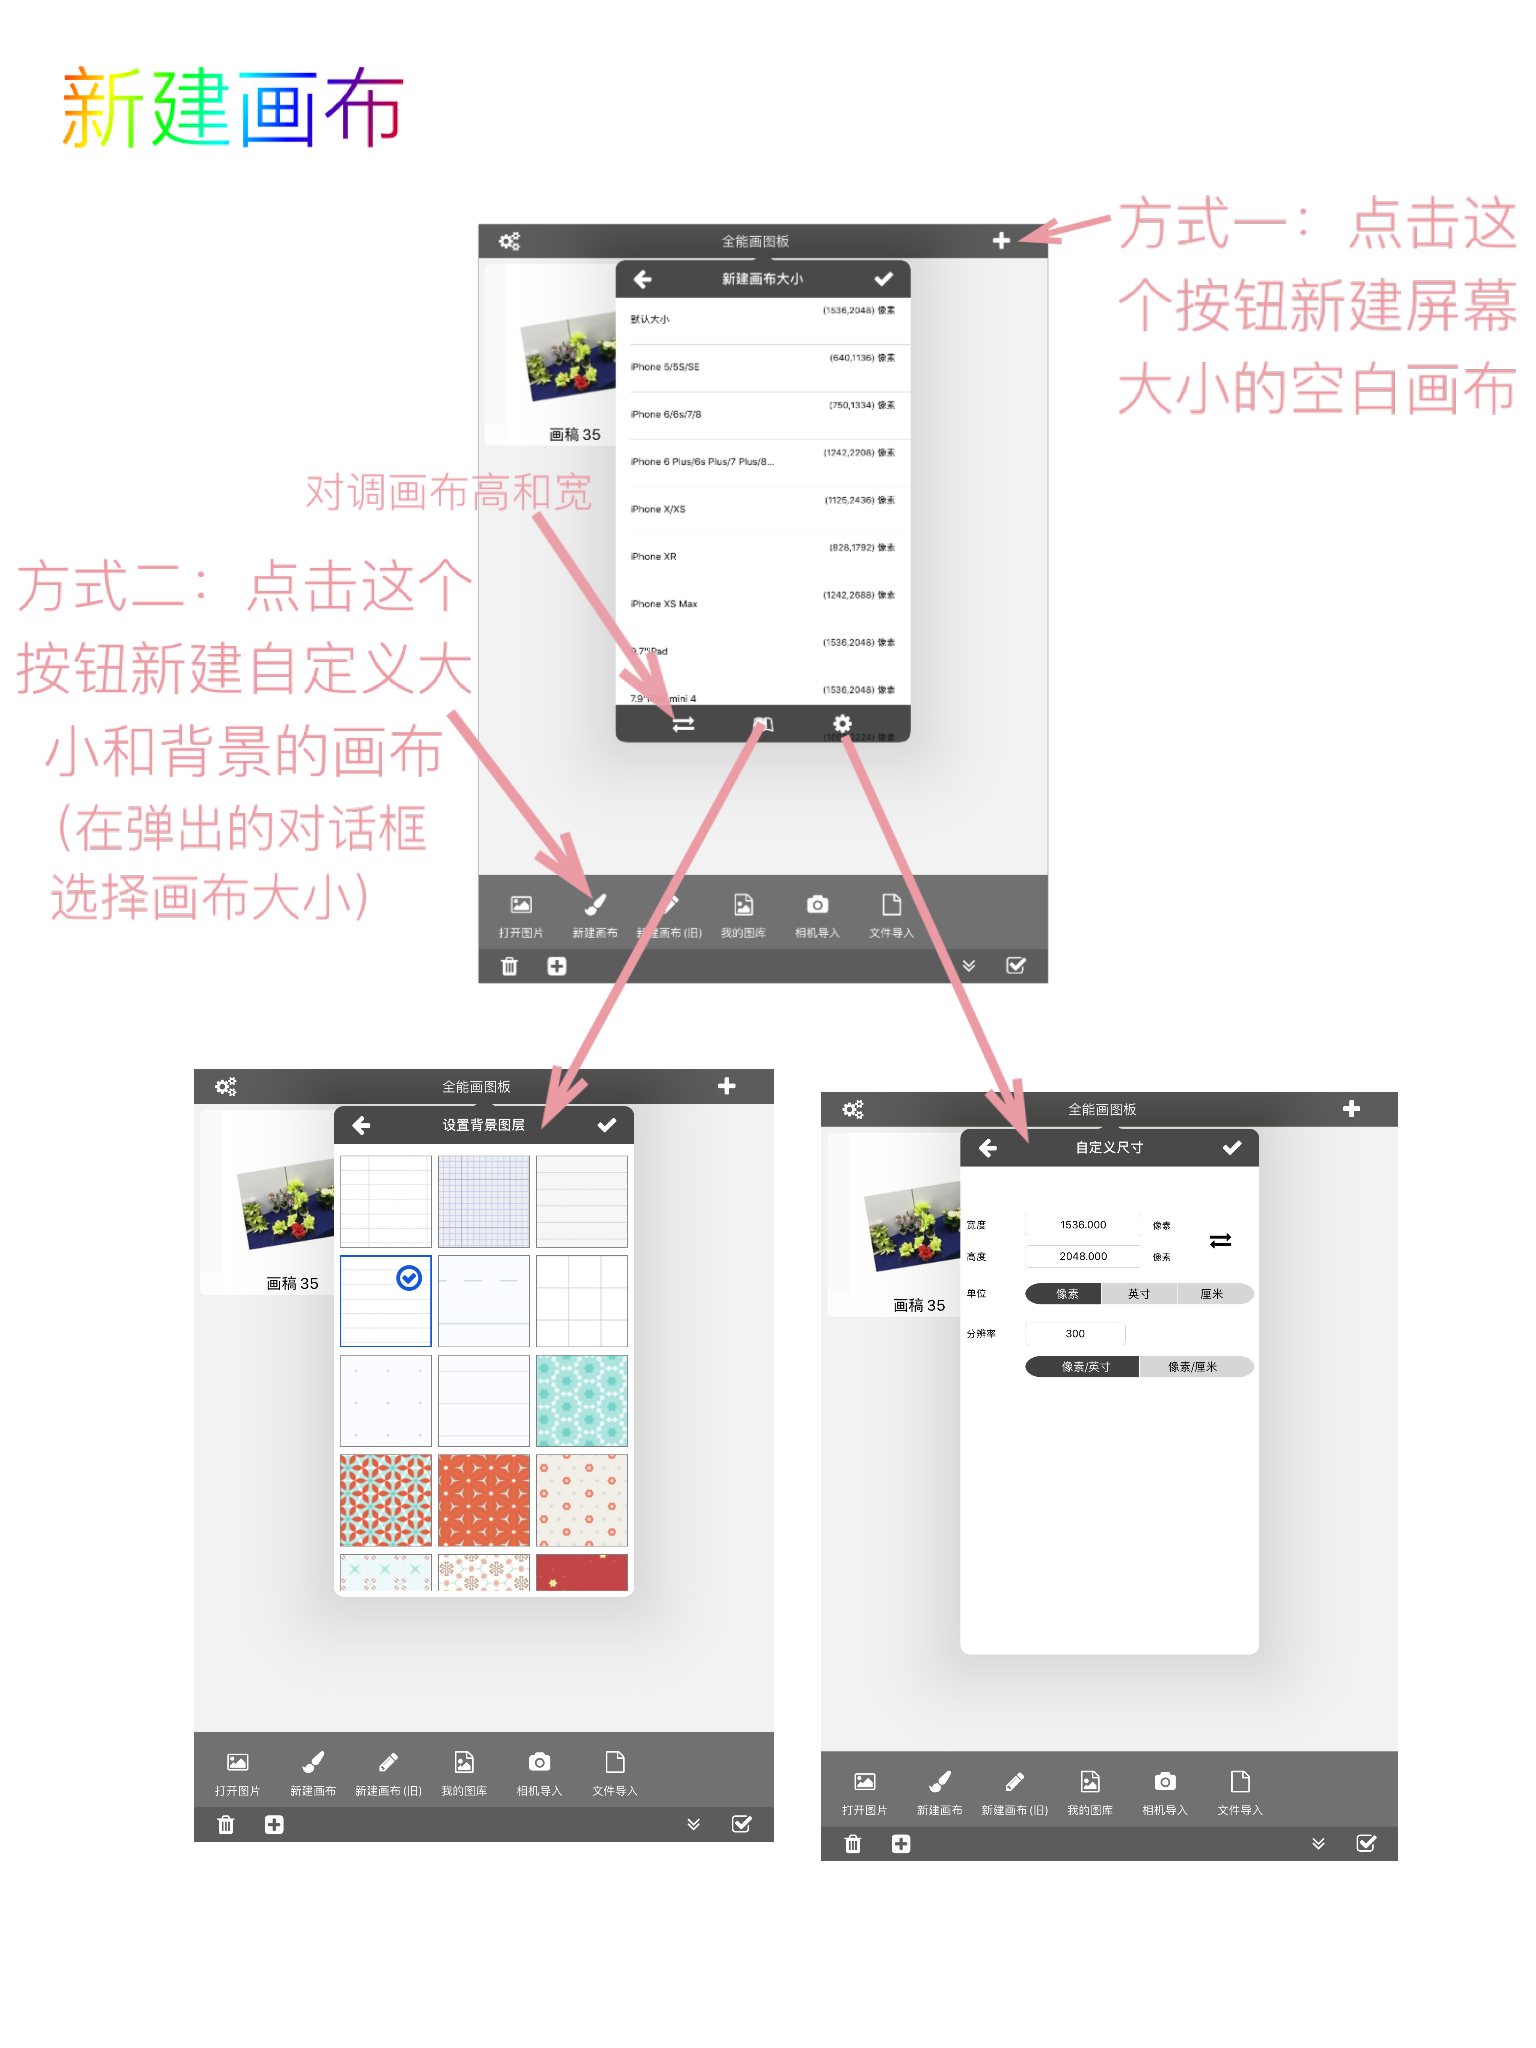 新建画布
方式一：点击这
个按钮新建屏幕
大小的空白画布
全能画图板
新建画布大小
默认大小 (1536,2048) 像素
iPhone 5/5S/SE (640,1136) 像素
iPhone 6/6s/7/8 (750,1334) 像素
iPhone 6 Plus/6s Plus/7 Plus/8... (1242,2208) 像素
iPhone X/XS (1125,2436) 像素
iPhone XR (828,1792) 像素
iPhone XS Max (1242,2688) 像素
9.7"iPad (1536,2048) 像素
7.9"iPad mini 4 (1536,2048) 像素
画稿 35
对调画布高和宽
方式二：点击这个
按钮新建自定义大
小和背景的画布
(在弹出的对话框
选择画布大小)
打开图片 新建画布 新建画布(旧) 我的图库 相机导入 文件导入
全能画图板
设置背景图层
画稿 35
打开图片 新建画布 新建画布(旧) 我的图库 相机导入 文件导入
全能画图板
自定义尺寸
宽度 1536.000 像素
高度 2048.000 像素
单位 像素 英寸 厘米
分辨率 300
像素/英寸 像素/厘米
画稿 35
打开图片 新建画布 新建画布(旧) 我的图库 相机导入 文件导入